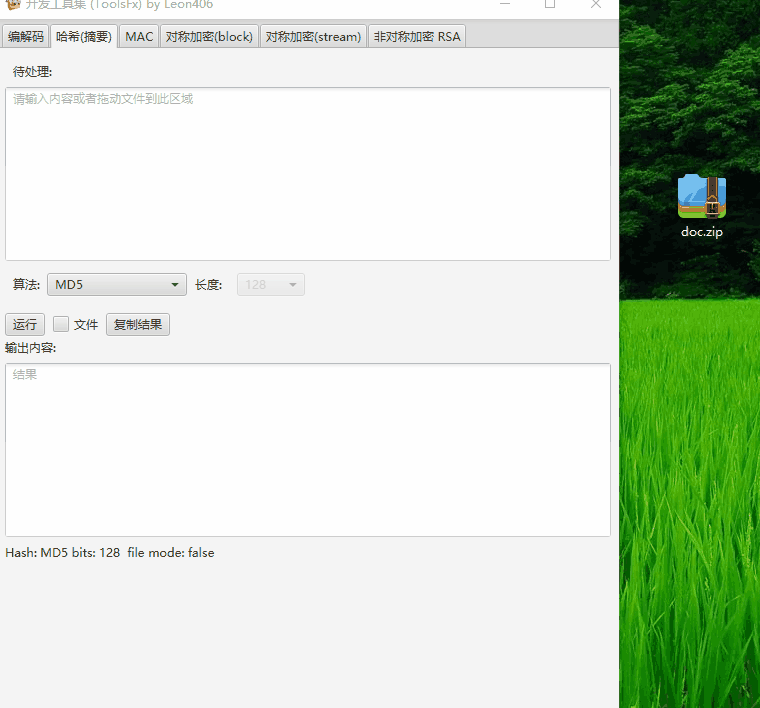 开发工具集 (ToolsFx) by Leon406
编解码 哈希(摘要) MAC 对称加密(block) 对称加密(stream) 非对称加密 RSA
待处理:
请输入内容或者拖动文件到此区域
doc.zip
算法: MD5 长度: 128
运行 文件 复制结果
输出内容:
结果
Hash: MD5 bits: 128 file mode: false